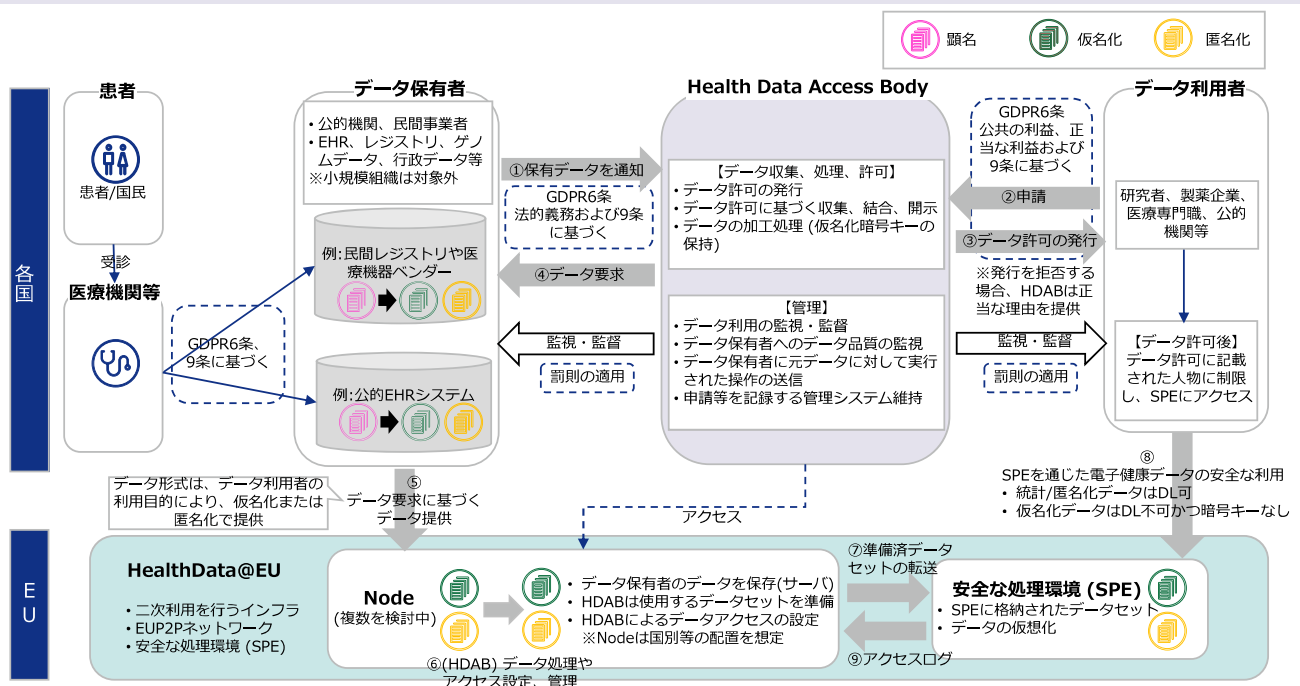 顕名
仮名化
匿名化
各国
患者
患者/国民
受診
医療機関等
GDPR6条、
9条に基づく
データ保有者
・公的機関、民間事業者
・EHR、レジストリ、ゲノ
ムデータ、行政データ等
※小規模組織は対象外
例:民間レジストリや医
療機器ベンダー
例:公的EHRシステム
①保有データを通知
GDPR6条
法的義務および9条
に基づく
④データ要求
監視・監督
罰則の適用
Health Data Access Body
【データ収集、処理、許可】
・データ許可の発行
・データ許可に基づく収集、結合、開示
・データの加工処理 (仮名化暗号キーの
保持)
【管理】
・データ利用の監視・監督
・データ保有者へのデータ品質の監視
・データ保有者に元データに対して実行
された操作の送信
・申請等を記録する管理システム維持
GDPR6条
公共の利益、正
当な利益および
9条に基づく
②申請
③データ許可の発行
※発行を拒否する
場合、HDABは正
当な理由を提供
監視・監督
罰則の適用
データ利用者
研究者、製薬企業、
医療専門職、公的
機関等
【データ許可後】
データ許可に記載
された人物に制限
し、SPEにアクセス
データ形式は、データ利用者の
利用目的により、仮名化または
匿名化で提供
⑤
データ要求に基づく
データ提供
アクセス
⑧
SPEを通じた電子健康データの安全な利用
• 統計/匿名化データはDL可
• 仮名化データはDL不可かつ暗号キーなし
EU
HealthData@EU
• 二次利用を行うインフラ
• EUP2Pネットワーク
• 安全な処理環境 (SPE)
Node
(複数を検討中)
• データ保有者のデータを保存(サーバ)
• HDABは使用するデータセットを準備
• HDABによるデータアクセスの設定
※Nodeは国別等の配置を想定
⑥(HDAB) データ処理や
アクセス設定、管理
⑦準備済データ
セットの転送
⑨アクセスログ
安全な処理環境 (SPE)
• SPEに格納されたデータセット
• データの仮想化